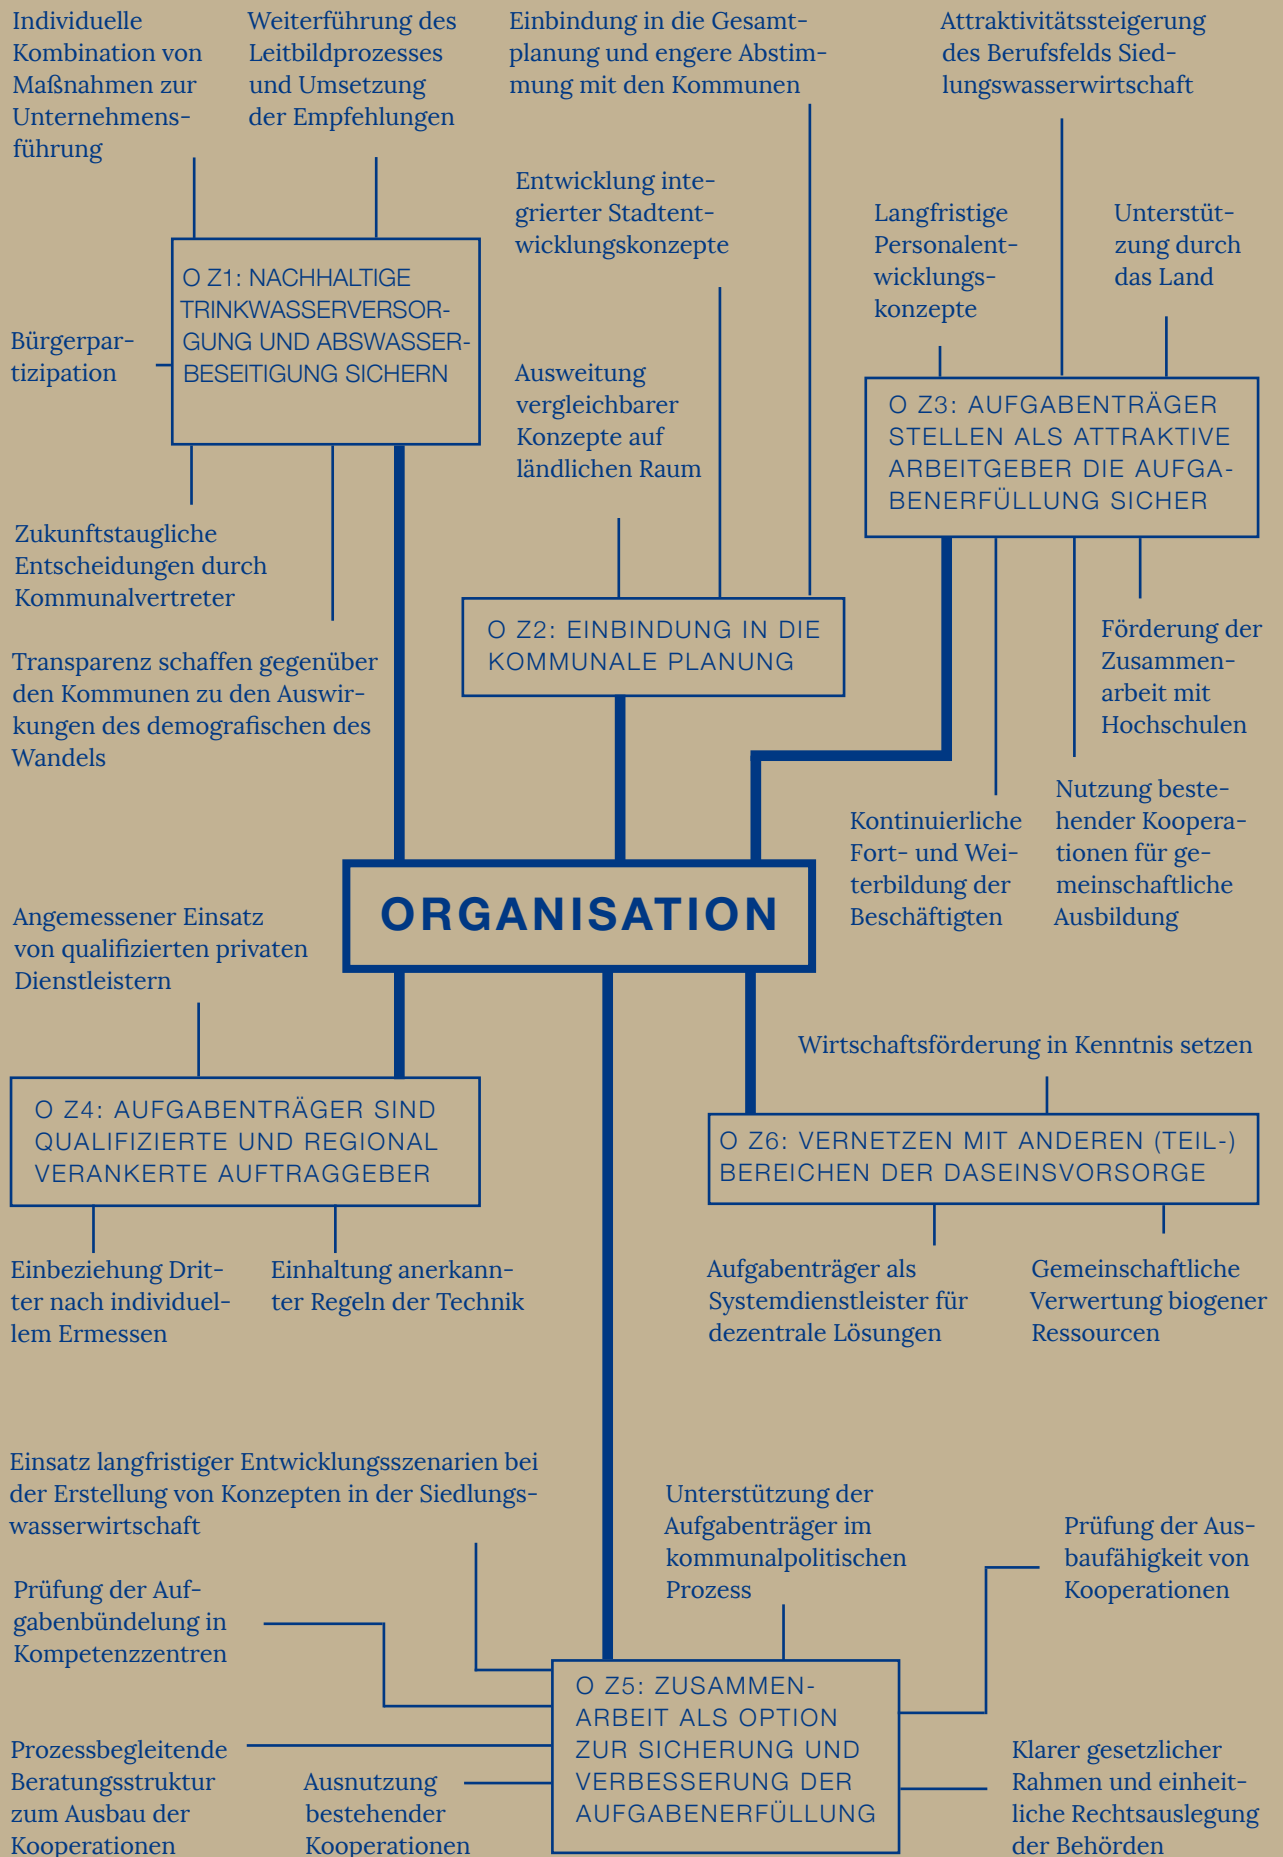 Individuelle
Kombination von
Maßnahmen zur
Unternehmens-
führung
Weiterführung des
Leitbildprozesses
und Umsetzung
der Empfehlungen
Einbindung in die Gesamt-
planung und engere Abstim-
mung mit den Kommunen
Attraktivitätssteigerung
des Berufsfelds Sied-
lungswasserwirtschaft
Entwicklung inte-
grierter Stadtent-
wicklungskonzepte
Langfristige
Personalent-
wicklungs-
konzepte
Unterstüt-
zung durch
das Land
O Z1: NACHHALTIGE
TRINKWASSERVERSOR-
GUNG UND ABSWASSER-
BESEITIGUNG SICHERN
Bürgerpar-
tizipation
Ausweitung
vergleichbarer
Konzepte auf
ländlichen Raum
O Z3: AUFGABENTRÄGER
STELLEN ALS ATTRAKTIVE
ARBEITGEBER DIE AUFGA-
BENERFÜLLUNG SICHER
Zukunftstaugliche
Entscheidungen durch
Kommunalvertreter
O Z2: EINBINDUNG IN DIE
KOMMUNALE PLANUNG
Förderung der
Zusammen-
arbeit mit
Hochschulen
Transparenz schaffen gegenüber
den Kommunen zu den Auswir-
kungen des demografischen des
Wandels
Kontinuierliche
Fort- und Wei-
terbildung der
Beschäftigten
Nutzung beste-
hender Koopera-
tionen für ge-
meinschaftliche
Ausbildung
ORGANISATION
Angemessener Einsatz
von qualifizierten privaten
Dienstleistern
Wirtschaftsförderung in Kenntnis setzen
O Z4: AUFGABENTRÄGER SIND
QUALIFIZIERTE UND REGIONAL
VERANKERTE AUFTRAGGEBER
O Z6: VERNETZEN MIT ANDEREN (TEIL-)
BEREICHEN DER DASEINSVORSORGE
Einbeziehung Drit-
ter nach individuel-
lem Ermessen
Einhaltung anerkann-
ter Regeln der Technik
Aufgabenträger als
Systemdienstleister für
dezentrale Lösungen
Gemeinschaftliche
Verwertung biogener
Ressourcen
Einsatz langfristiger Entwicklungsszenarien bei
der Erstellung von Konzepten in der Siedlungs-
wasserwirtschaft
Unterstützung der
Aufgabenträger im
kommunalpolitischen
Prozess
Prüfung der Aus-
baufähigkeit von
Kooperationen
Prüfung der Auf-
gabenbündelung in
Kompetenzzentren
O Z5: ZUSAMMEN-
ARBEIT ALS OPTION
ZUR SICHERUNG UND
VERBESSERUNG DER
AUFGABENERFÜLLUNG
Prozessbegleitende
Beratungsstruktur
zum Ausbau der
Kooperationen
Ausnutzung
bestehender
Kooperationen
Klarer gesetzlicher
Rahmen und einheit-
liche Rechtsauslegung
der Behörden